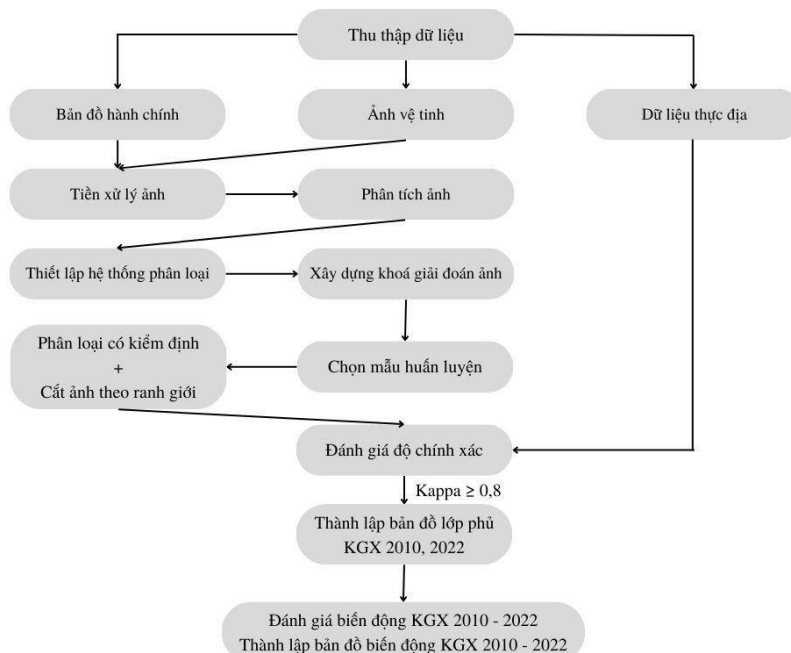 Thu thập dữ liệu
Bản đồ hành chính
Ảnh vệ tinh
Dữ liệu thực địa
Tiền xử lý ảnh
Phân tích ảnh
Thiết lập hệ thống phân loại
Xây dựng khoá giải đoán ảnh
Phân loại có kiểm định
+
Cắt ảnh theo ranh giới
Chọn mẫu huấn luyện
Đánh giá độ chính xác
Kappa ≥ 0,8
Thành lập bản đồ lớp phủ
KGX 2010, 2022
Đánh giá biến động KGX 2010 - 2022
Thành lập bản đồ biến động KGX 2010 - 2022